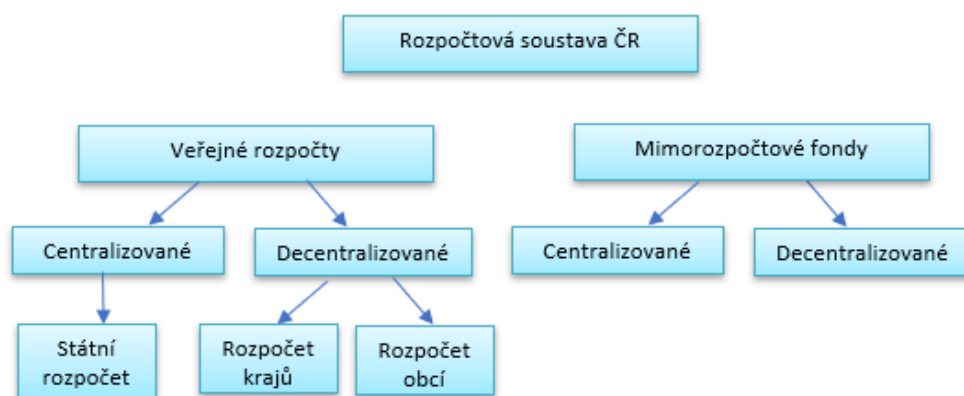 Rozpočtová soustava ČR
Veřejné rozpočty
Mimorozpočtové fondy
Centralizované
Decentralizované
Centralizované
Decentralizované
Státní
rozpočet
Rozpočet
krajů
Rozpočet
obcí